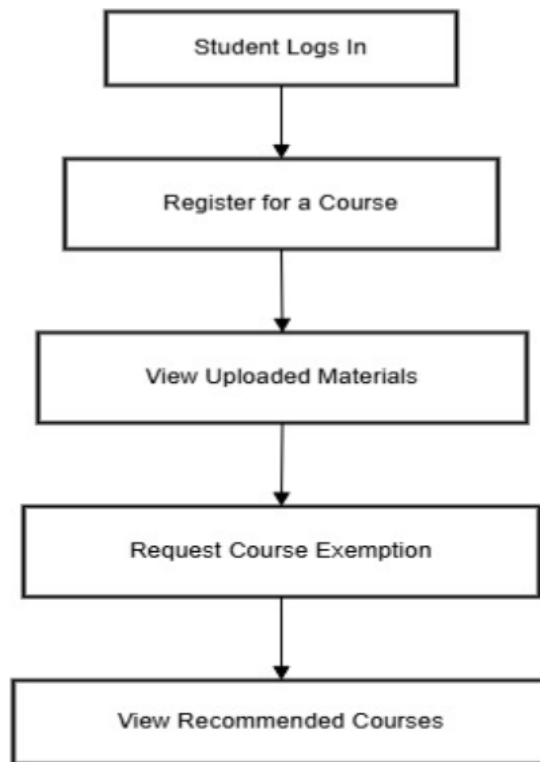 Student Logs In
Register for a Course
View Uploaded Materials
Request Course Exemption
View Recommended Courses